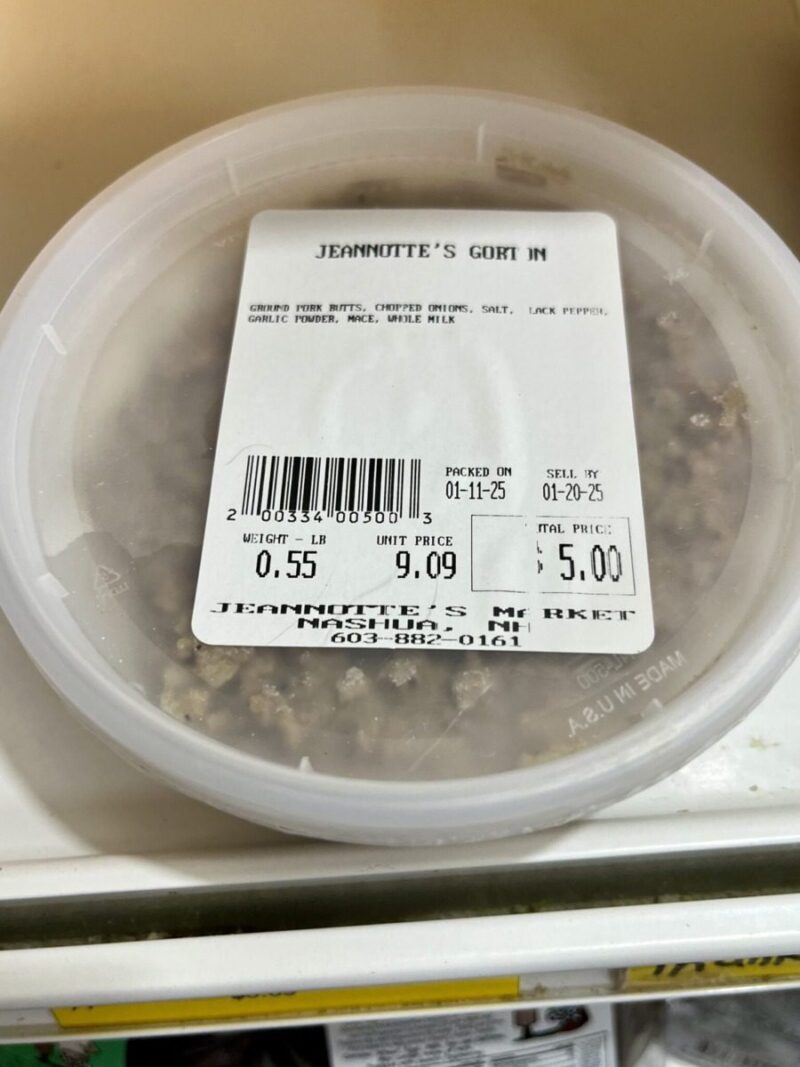 JEANNOTTE'S GORT IN
GROUND PORK BUTTS, CHOPPED ONIONS, SALT, LACK PEPPER,
GARLIC POWDER, MACE, WHOLE MILK
PACKED ON SELL BY
01-11-25 01-20-25
2 00334 00500 3
WEIGHT - LB UNIT PRICE TAL PRICE
0.55 9.09 5.00
JEANNOTTE'S MARKET
NASHUA, NH
603-882-0161
MADE IN U.S.A.